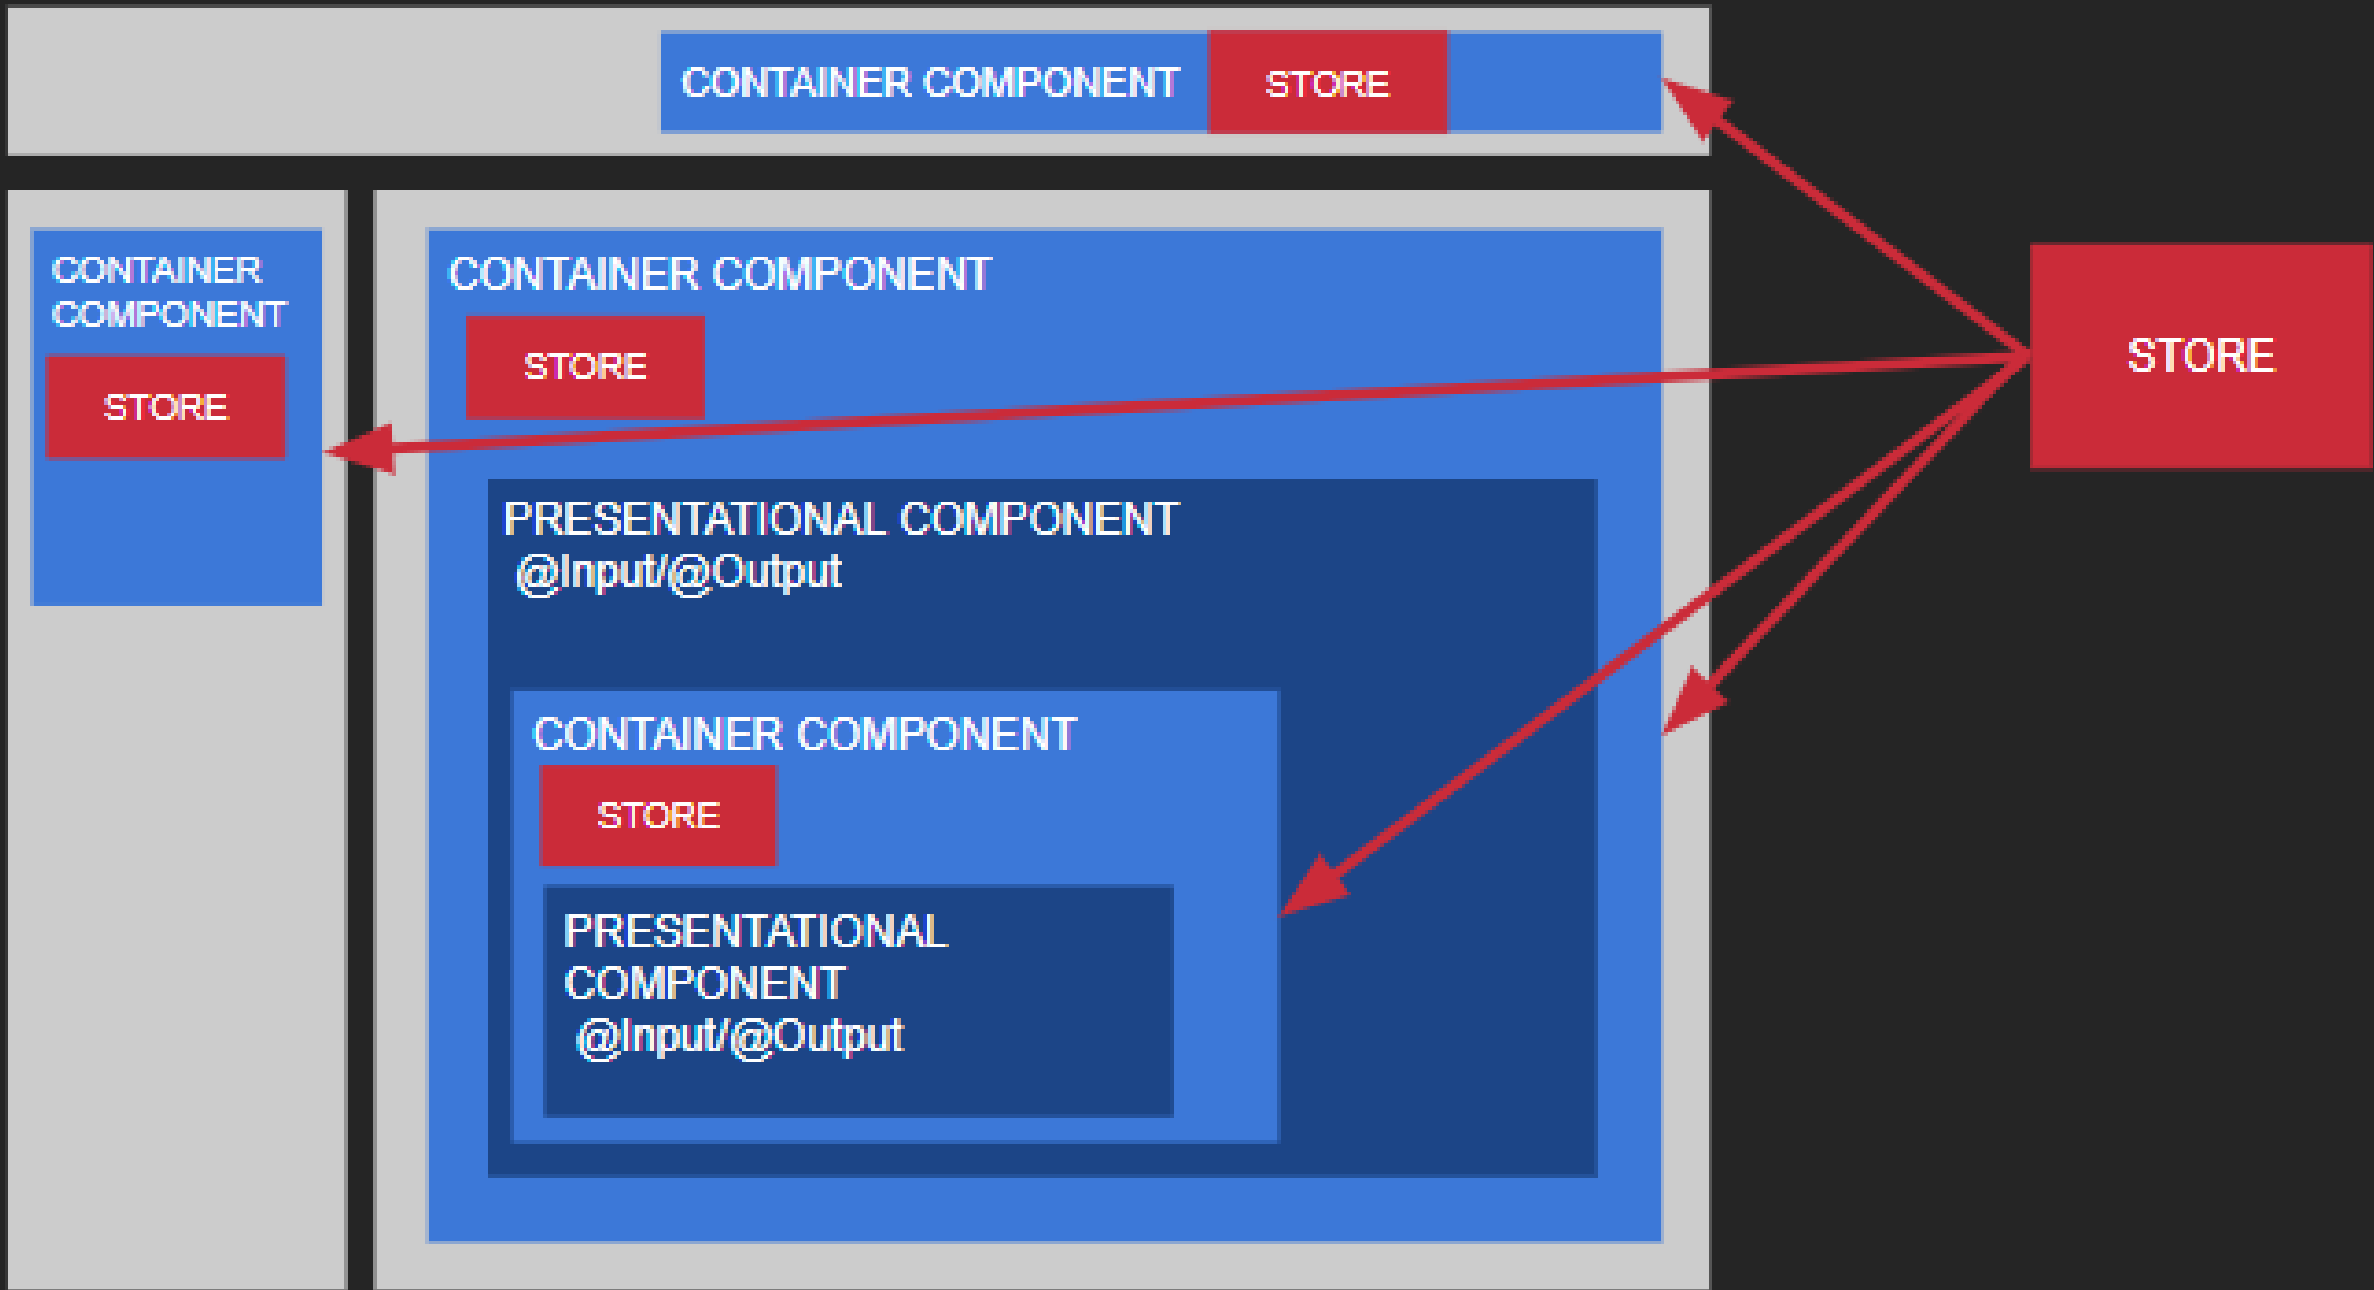 CONTAINER COMPONENT
STORE
CONTAINER
COMPONENT
STORE
CONTAINER COMPONENT
STORE
PRESENTATIONAL COMPONENT
@Input/@Output
CONTAINER COMPONENT
STORE
PRESENTATIONAL
COMPONENT
@Input/@Output
STORE